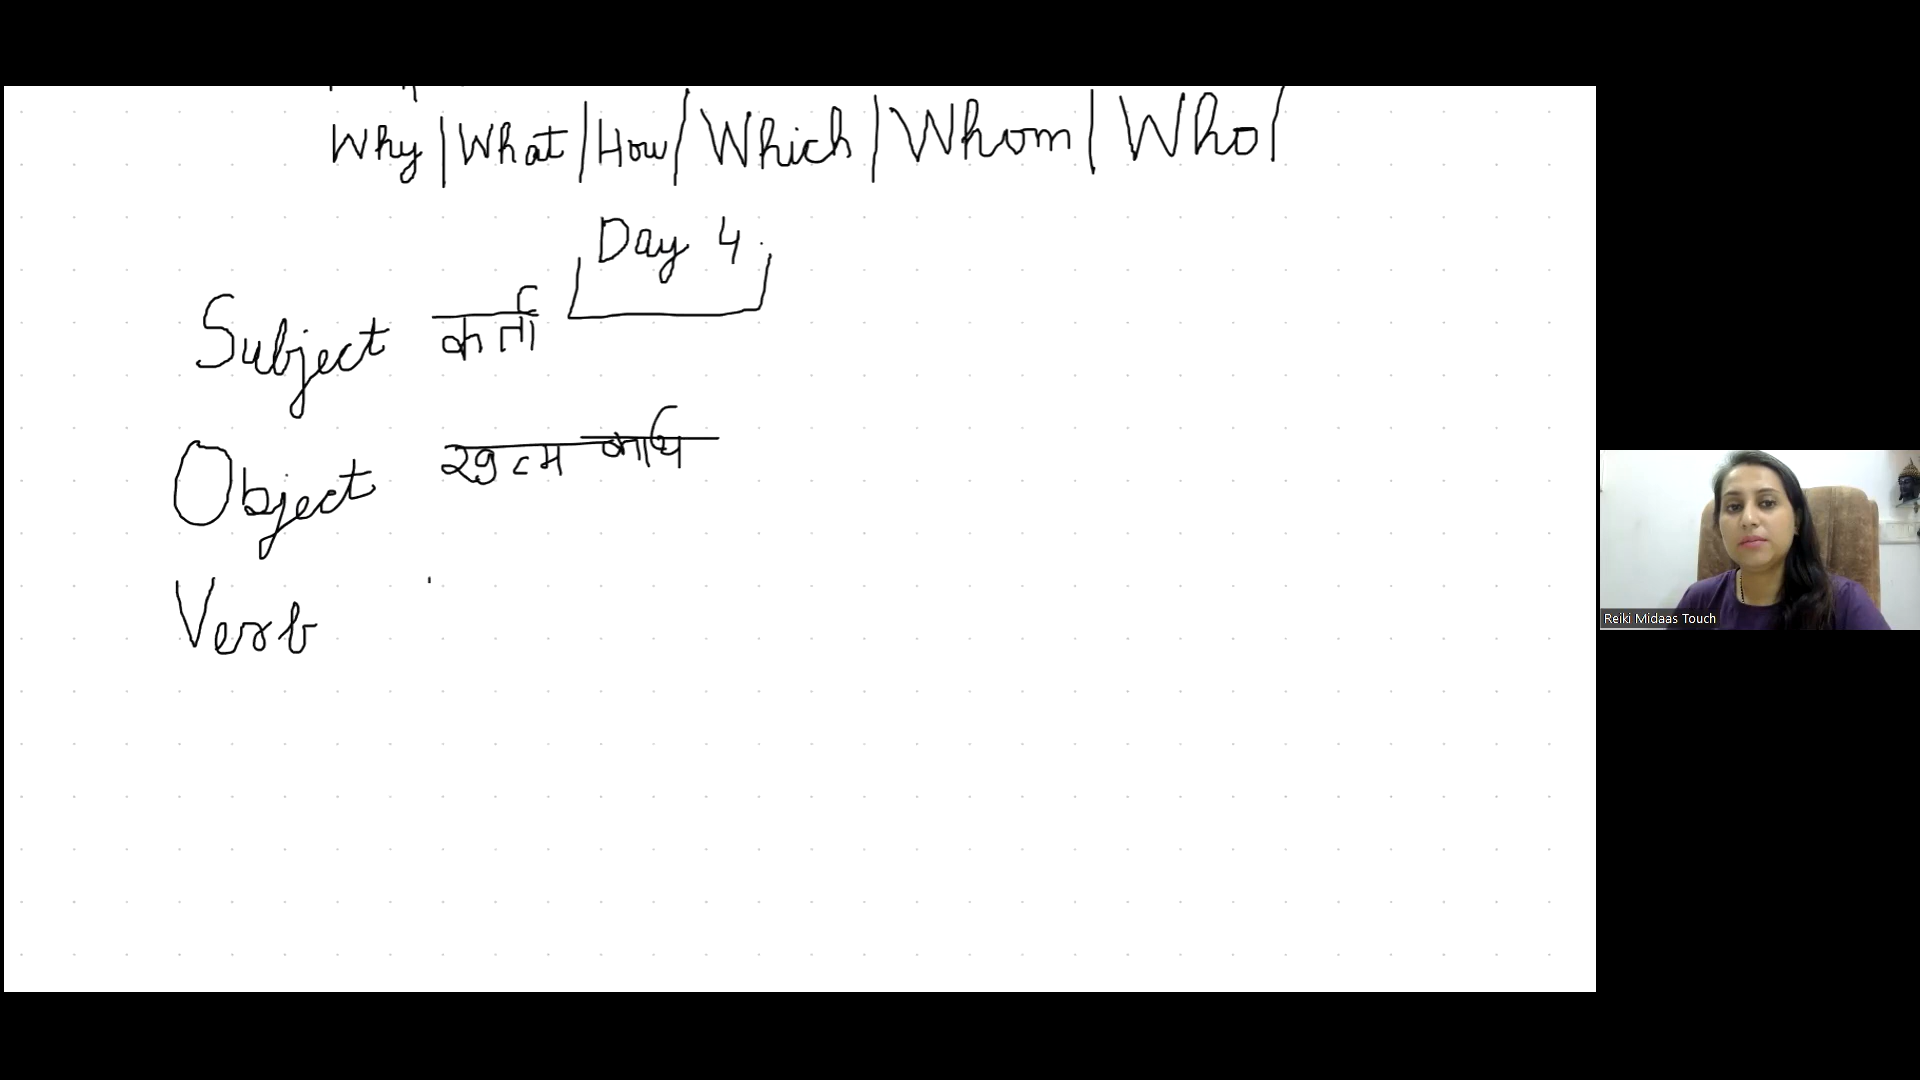 Why | What | How | Which | Whom | Who |
Day 4
Subject कर्ता
Object कार्य
Verb
Reiki Midaas Touch